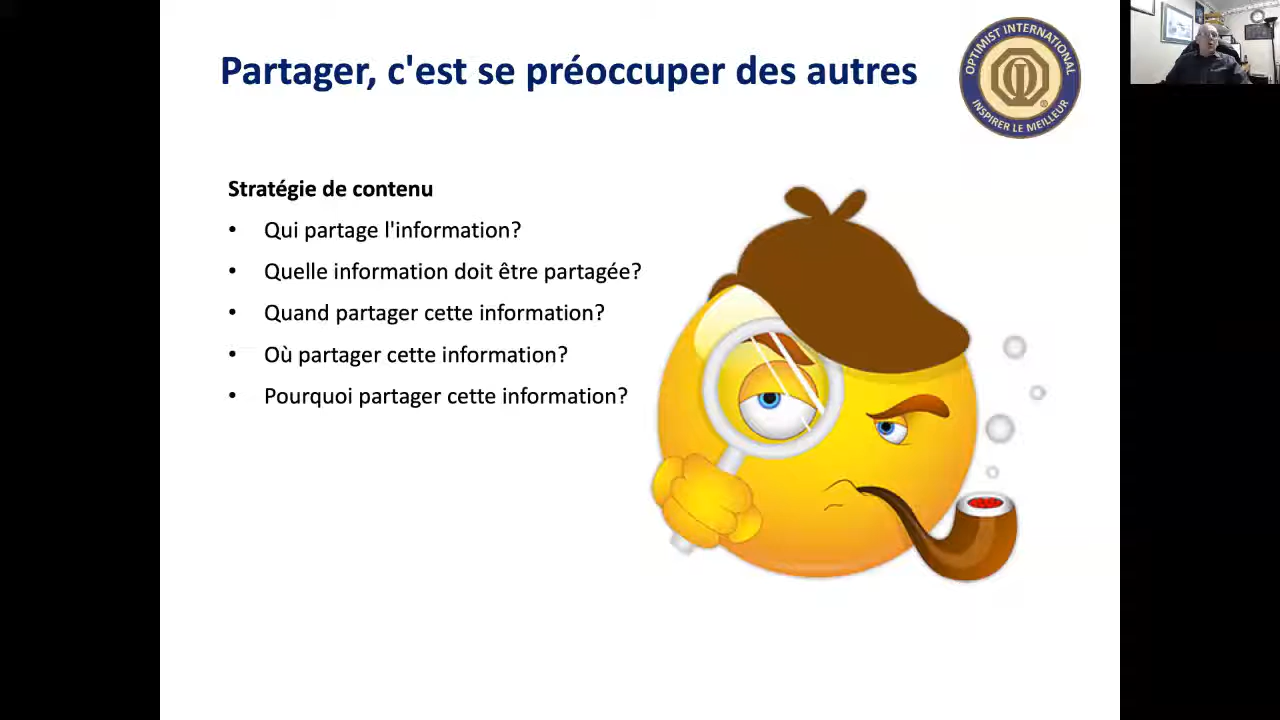 Partager, c'est se préoccuper des autres
OPTIMIST INTERNATIONAL
INSPIRER LE MEILLEUR
®
Stratégie de contenu
• Qui partage l'information?
• Quelle information doit être partagée?
• Quand partager cette information?
• Où partager cette information?
• Pourquoi partager cette information?